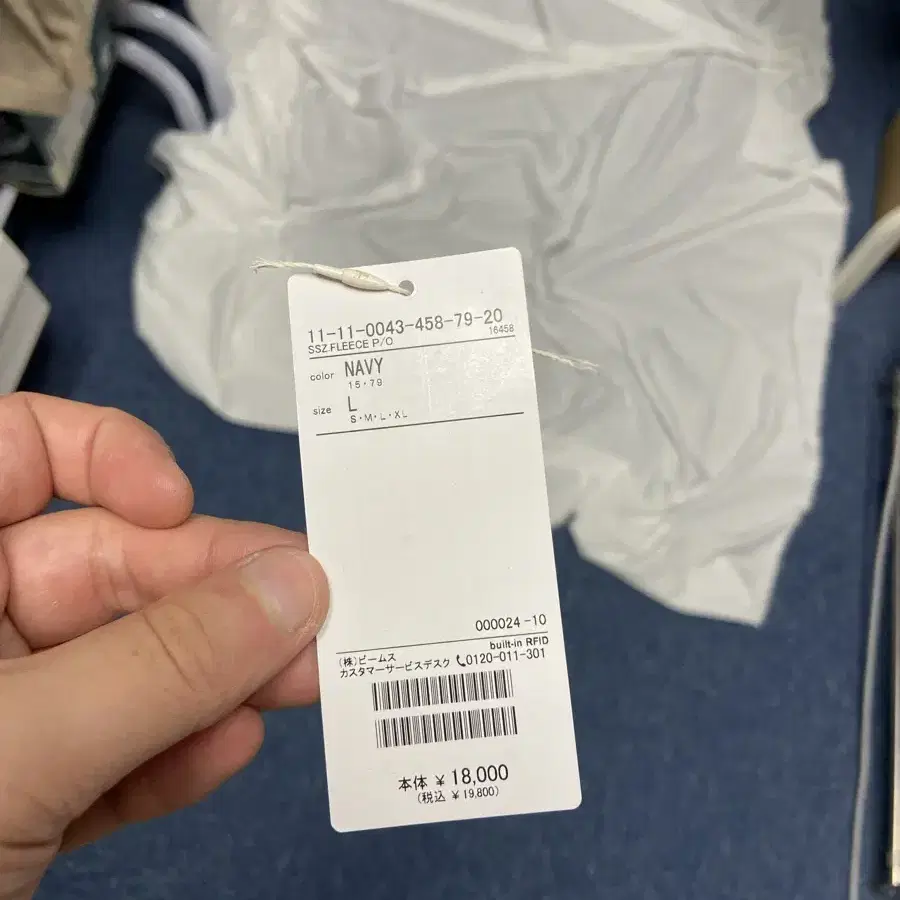 11-11-0043-458-79-20
SSZ.FLEECE P/O 16458
color NAVY
15・79
size L
S・M・L・XL
000024-10
built-in RFID
(株)ビームス
カスタマーサービスデスク 0120-011-301
本体 ¥18,000
(税込 ¥19,800)